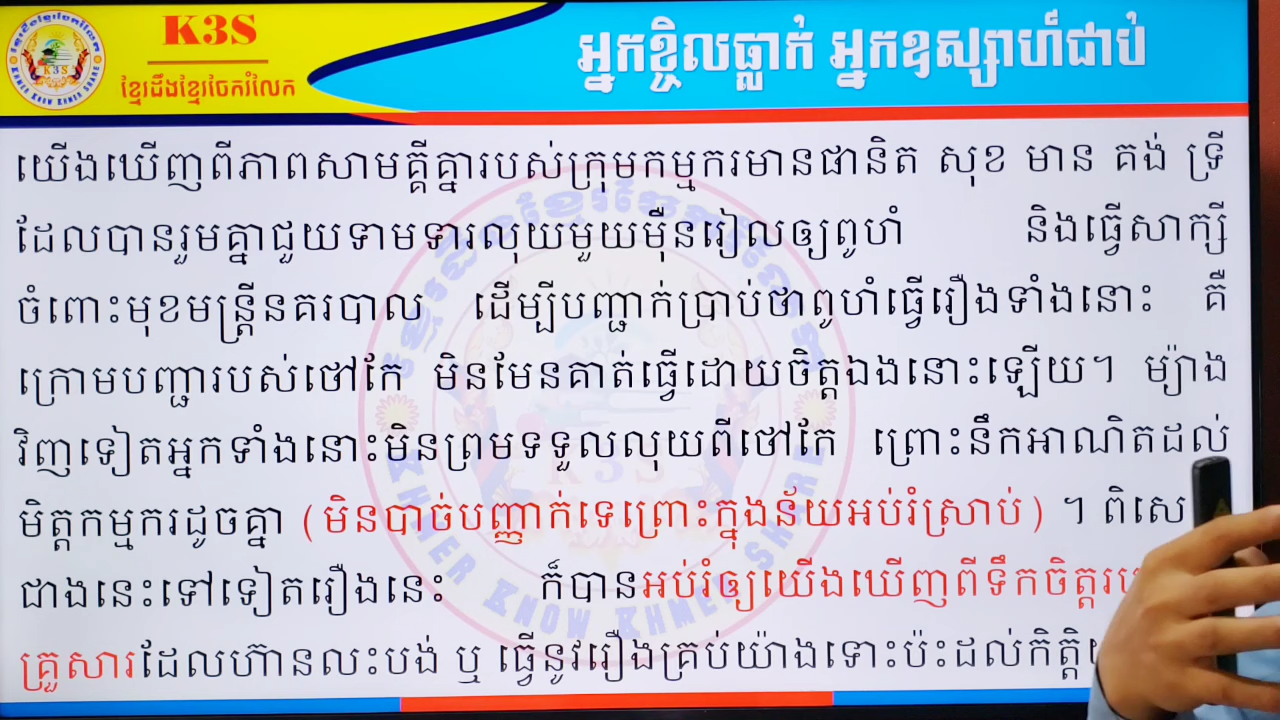 K3S
ខ្មែរដឹងខ្មែរចែករំលែក
អ្នកខ្ជិលធ្លាក់ អ្នកឧស្សាហ៍ជាប់
យើងឃើញពីភាពសាមគ្គីគ្នារបស់ក្រុមកម្មករមានផានិត សុខ មាន គង់ ទ្រី
ដែលបានរួមគ្នាជួយទាមទារលុយមួយម៉ឺនរៀលឲ្យពូហំ និងធ្វើសាក្សី
ចំពោះមុខមន្ត្រីនគរបាល ដើម្បីបញ្ជាក់ប្រាប់ថាពូហំធ្វើរឿងទាំងនោះ គឺ
ក្រោមបញ្ជារបស់ថៅកែ មិនមែនគាត់ធ្វើដោយចិត្តឯងនោះឡើយ។ ម្យ៉ាង
វិញទៀតអ្នកទាំងនោះមិនព្រមទទួលលុយពីថៅកែ ព្រោះនឹកអាណិតដល់
មិត្តកម្មករដូចគ្នា (មិនបាច់បញ្ញាក់ទេព្រោះក្នុងន័យអប់រំស្រាប់) ។ ពិសេ
ជាងនេះទៅទៀតរឿងនេះ ក៏បានអប់រំឲ្យយើងឃើញពីទឹកចិត្ត
គ្រួសារដែលហ៊ានលះបង់ ឬ ធ្វើនូវរឿងគ្រប់យ៉ាងទោះប៉ះដល់កិត្តិ